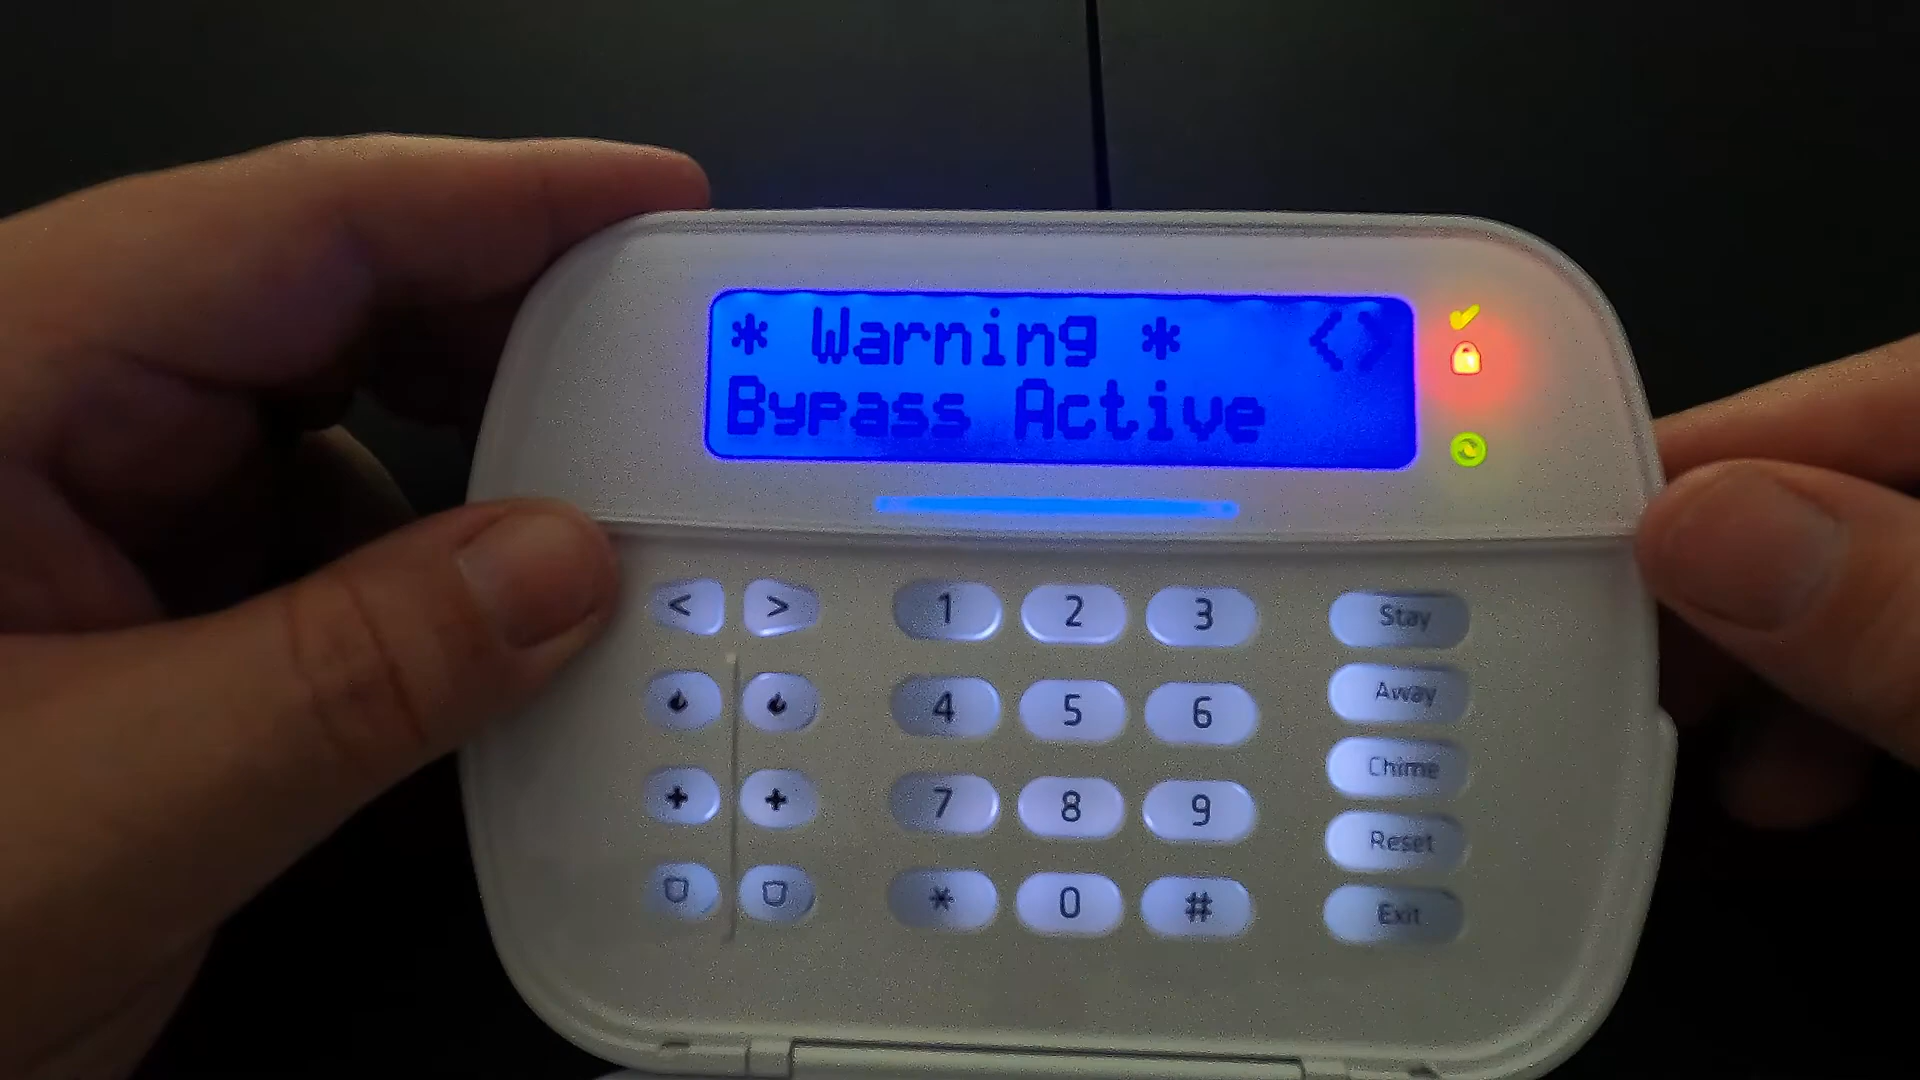 * Warning * <>
Bypass Active
< > 1 2 3 Stay
4 5 6 Away
7 8 9 Chime
Reset
* 0 # Exit